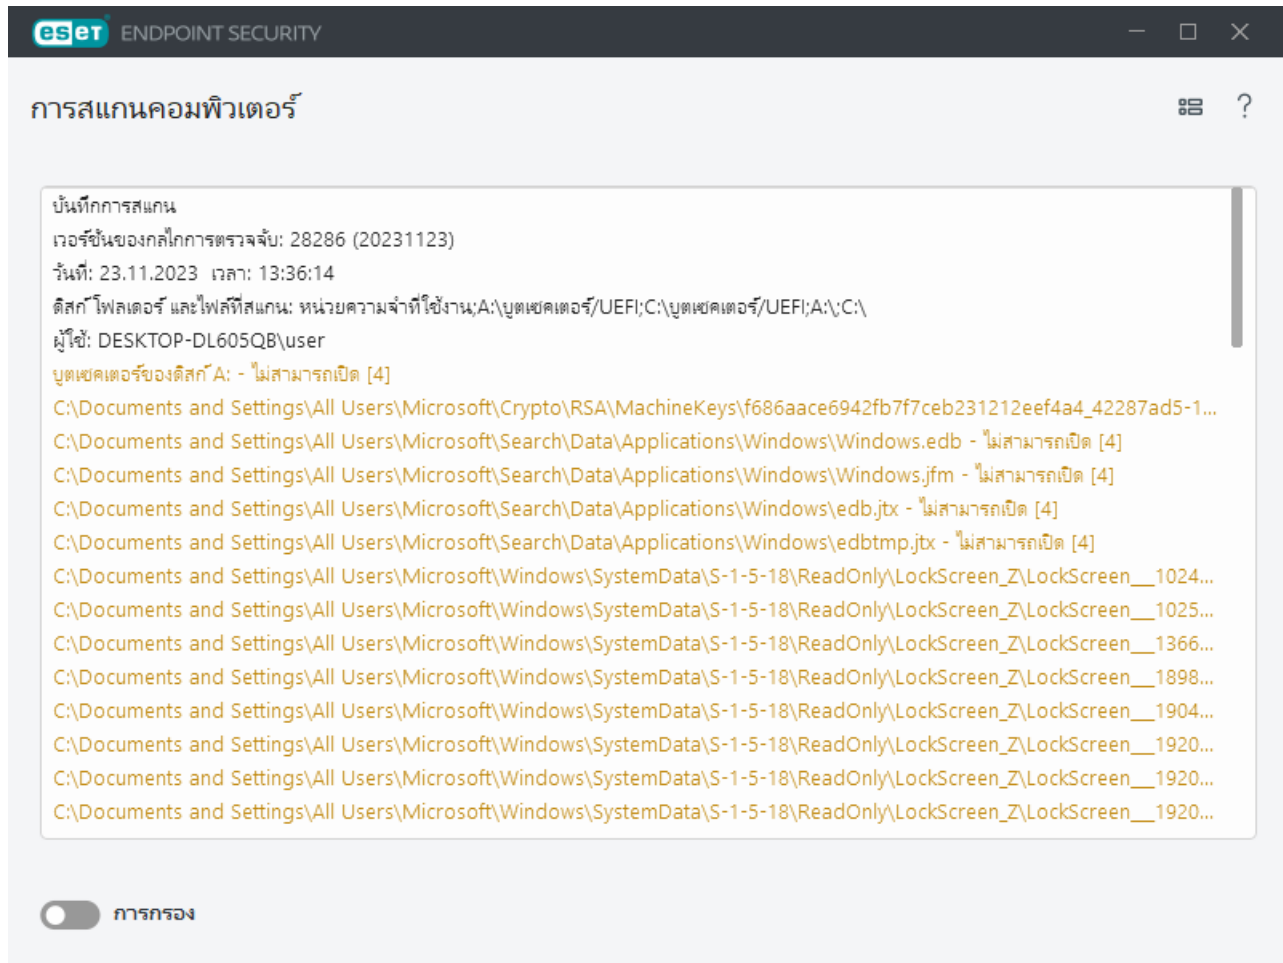 eseT ENDPOINT SECURITY
การสแกนคอมพิวเตอร์
?
บันทึกการสแกน
เวอร์ชันของกลไกการตรวจจับ: 28286 (20231123)
วันที่: 23.11.2023 เวลา: 13:36:14
ดิสก์ โฟลเดอร์ และไฟล์ที่สแกน: หน่วยความจำที่ใช้งาน;A:\บูตเซคเตอร์/UEFI;C:\บูตเซคเตอร์/UEFI;A:\;C:\
ผู้ใช้: DESKTOP-DL605QB\user
บูตเซคเตอร์ของดิสก์ A: - ไม่สามารถเปิด [4]
C:\Documents and Settings\All Users\Microsoft\Crypto\RSA\MachineKeys\f686aace6942fb7f7ceb231212eef4a4_42287ad5-1...
C:\Documents and Settings\All Users\Microsoft\Search\Data\Applications\Windows\Windows.edb - ไม่สามารถเปิด [4]
C:\Documents and Settings\All Users\Microsoft\Search\Data\Applications\Windows\Windows.jfm - ไม่สามารถเปิด [4]
C:\Documents and Settings\All Users\Microsoft\Search\Data\Applications\Windows\edb.jtx - ไม่สามารถเปิด [4]
C:\Documents and Settings\All Users\Microsoft\Search\Data\Applications\Windows\edbtmp.jtx - ไม่สามารถเปิด [4]
C:\Documents and Settings\All Users\Microsoft\Windows\SystemData\S-1-5-18\ReadOnly\LockScreen_Z\LockScreen___1024...
C:\Documents and Settings\All Users\Microsoft\Windows\SystemData\S-1-5-18\ReadOnly\LockScreen_Z\LockScreen___1025...
C:\Documents and Settings\All Users\Microsoft\Windows\SystemData\S-1-5-18\ReadOnly\LockScreen_Z\LockScreen___1366...
C:\Documents and Settings\All Users\Microsoft\Windows\SystemData\S-1-5-18\ReadOnly\LockScreen_Z\LockScreen___1898...
C:\Documents and Settings\All Users\Microsoft\Windows\SystemData\S-1-5-18\ReadOnly\LockScreen_Z\LockScreen___1904...
C:\Documents and Settings\All Users\Microsoft\Windows\SystemData\S-1-5-18\ReadOnly\LockScreen_Z\LockScreen___1920...
C:\Documents and Settings\All Users\Microsoft\Windows\SystemData\S-1-5-18\ReadOnly\LockScreen_Z\LockScreen___1920...
C:\Documents and Settings\All Users\Microsoft\Windows\SystemData\S-1-5-18\ReadOnly\LockScreen_Z\LockScreen___1920...
การกรอง